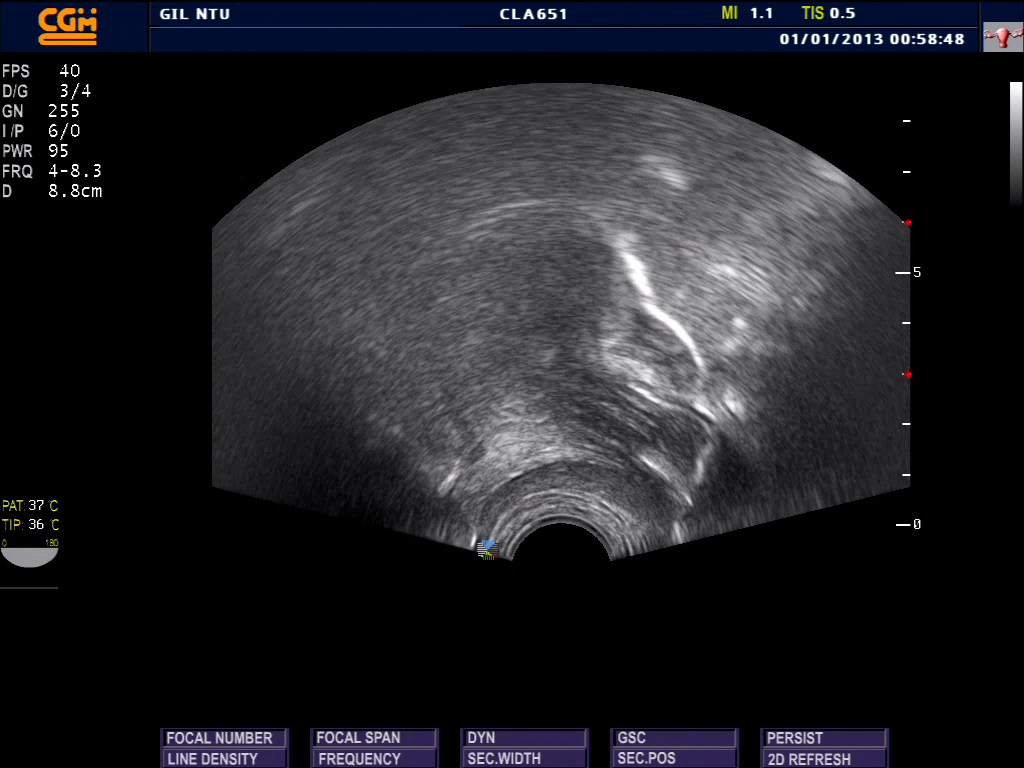 CGM
GIL NTU
CLA651
MI 1.1 TIS 0.5
01/01/2013 00:58:48
FPS 40
D/G 3/4
GN 255
I/P 6/0
PWR 95
FRQ 4-8.3
D 8.8cm
5
PAT: 37 °C
TIP: 36 °C
0 180
0
FOCAL NUMBER
LINE DENSITY
FOCAL SPAN
FREQUENCY
DYN
SEC.WIDTH
GSC
SEC.POS
PERSIST
2D REFRESH